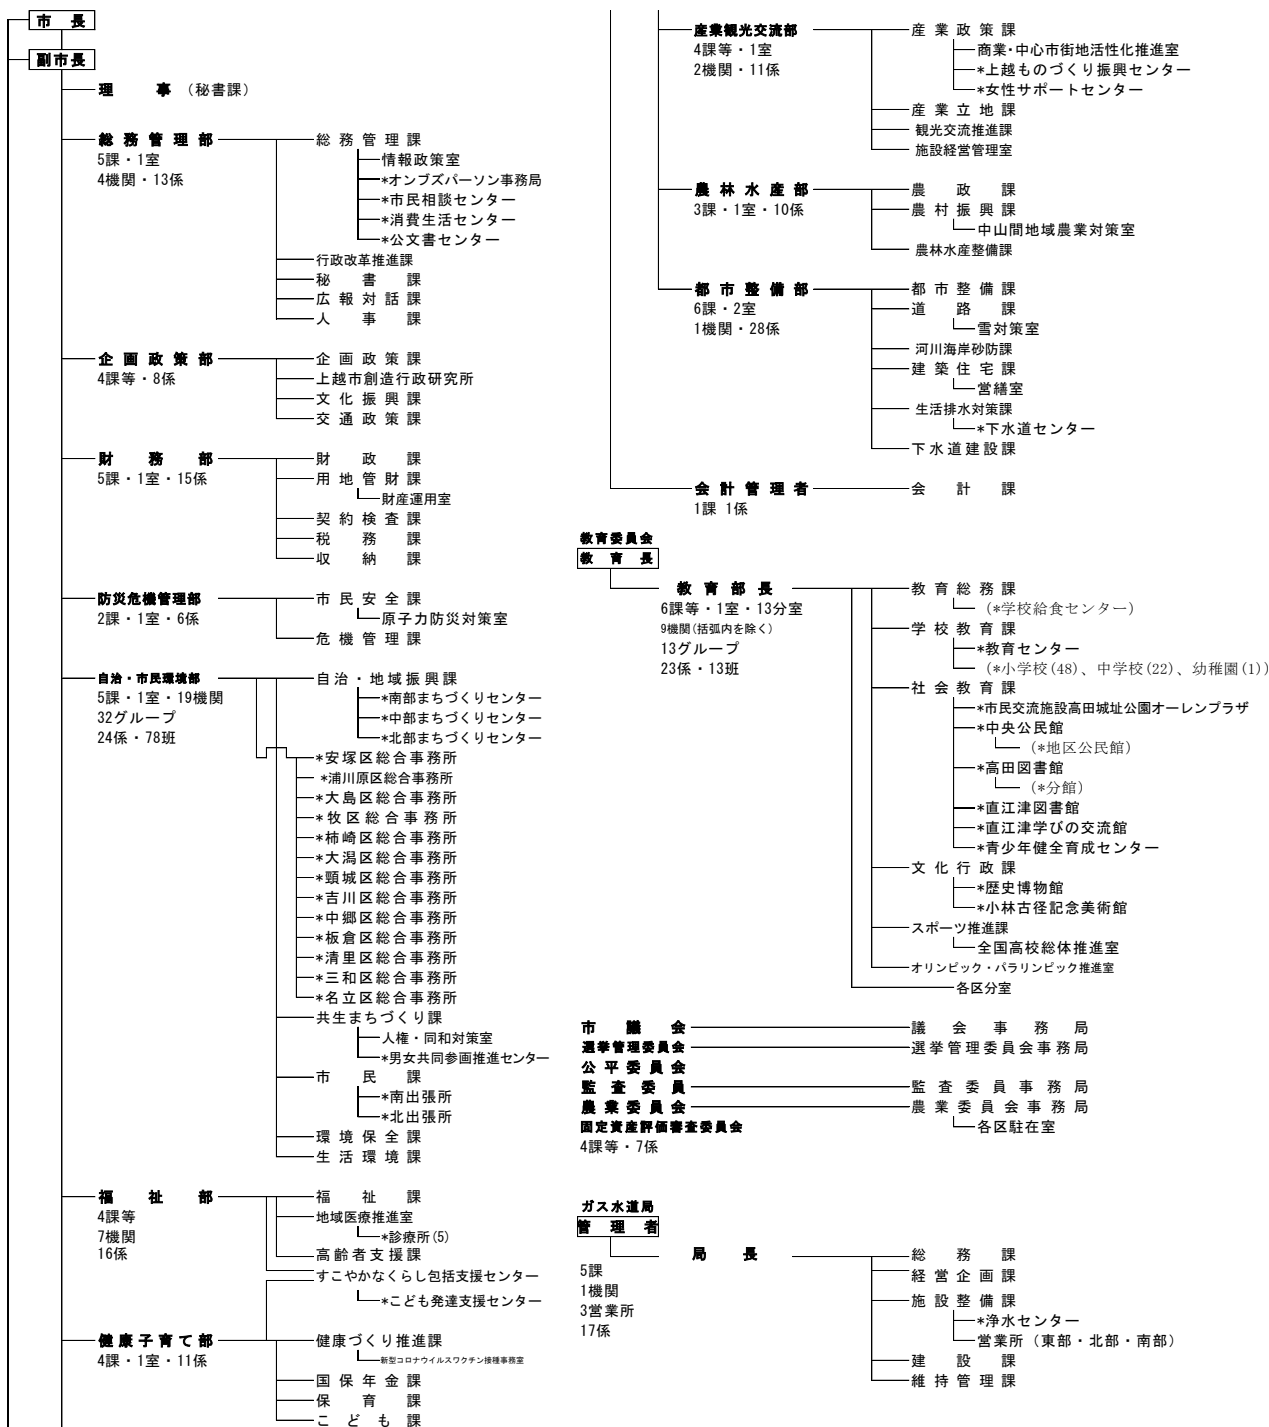 市長
副市長
理事 (秘書課)
総務管理部
5課・1室
4機関・13係
総務管理課
情報政策室
*オンブズパーソン事務局
*市民相談センター
*消費生活センター
*公文書センター
行政改革推進課
秘書課
広報対話課
人事課
企画政策部
4課等・8係
企画政策課
上越市創造行政研究所
文化振興課
交通政策課
財務部
5課・1室・15係
財政課
用地管財課
財産運用室
契約検査課
税務課
収納課
防災危機管理部
2課・1室・6係
市民安全課
原子力防災対策室
危機管理課
自治・市民環境部
5課・1室・19機関
32グループ
24係・78班
自治・地域振興課
*南部まちづくりセンター
*中部まちづくりセンター
*北部まちづくりセンター
*安塚区総合事務所
*浦川原区総合事務所
*大島区総合事務所
*牧区総合事務所
*柿崎区総合事務所
*大潟区総合事務所
*頸城区総合事務所
*吉川区総合事務所
*中郷区総合事務所
*板倉区総合事務所
*清里区総合事務所
*三和区総合事務所
*名立区総合事務所
共生まちづくり課
人権・同和対策室
*男女共同参画推進センター
市民課
*南出張所
*北出張所
環境保全課
生活環境課
福祉部
4課等
7機関
16係
福祉課
地域医療推進室
*診療所(5)
高齢者支援課
すこやかなくらし包括支援センター
*こども発達支援センター
健康子育て部
4課・1室・11係
健康づくり推進課
新型コロナウイルスワクチン接種事務室
国保年金課
保育課
こども課
産業観光交流部
4課等・1室
2機関・11係
産業政策課
商業・中心市街地活性化推進室
*上越ものづくり振興センター
*女性サポートセンター
産業立地課
観光交流推進課
施設経営管理室
農林水産部
3課・1室・10係
農政課
農村振興課
中山間地域農業対策室
農林水産整備課
都市整備部
6課・2室
1機関・28係
都市整備課
道路課
雪対策室
河川海岸砂防課
建築住宅課
営繕室
生活排水対策課
*下水道センター
下水道建設課
会計管理者
1課 1係
会計課
教育委員会
教育長
教育部長
6課等・1室・13分室
9機関(括弧内を除く)
13グループ
23係・13班
教育総務課
(*学校給食センター)
学校教育課
*教育センター
(*小学校(48)、中学校(22)、幼稚園(1))
社会教育課
*市民交流施設高田城址公園オーレンプラザ
*中央公民館
(*地区公民館)
*高田図書館
(*分館)
*直江津図書館
*直江津学びの交流館
*青少年健全育成センター
文化行政課
*歴史博物館
*小林古径記念美術館
スポーツ推進課
全国高校総体推進室
オリンピック・パラリンピック推進室
各区分室
市議会
議会事務局
選挙管理委員会
選挙管理委員会事務局
公平委員会
監査委員
監査委員事務局
農業委員会
農業委員会事務局
各区駐在室
固定資産評価審査委員会
4課等・7係
ガス水道局
管理者
局長
5課
1機関
3営業所
17係
総務課
経営企画課
施設整備課
*浄水センター
営業所(東部・北部・南部)
建設課
維持管理課